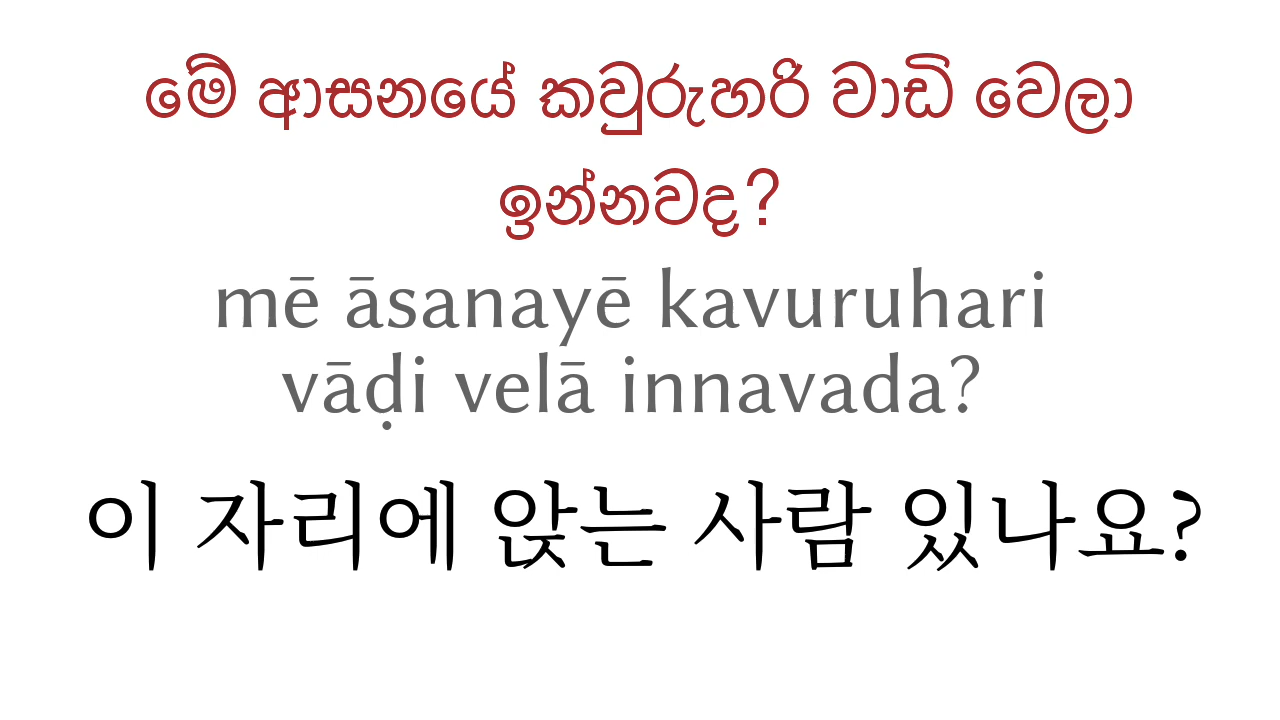 මේ ආසනයේ කවුරුහරි වාඩි වෙලා
ඉන්නවද?
mē āsanayē kavuruhari
vāḍi velā innavada?
이 자리에 앉는 사람 있나요?